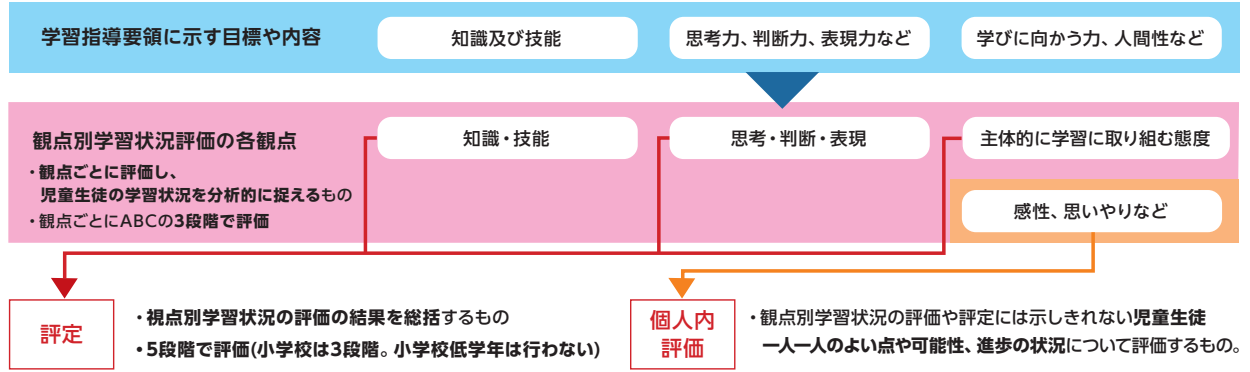 学習指導要領に示す目標や内容
知識及び技能
思考力、判断力、表現力など
学びに向かう力、人間性など
観点別学習状況評価の各観点
・観点ごとに評価し、
児童生徒の学習状況を分析的に捉えるもの
・観点ごとにABCの3段階で評価
知識・技能
思考・判断・表現
主体的に学習に取り組む態度
感性、思いやりなど
評定
・視点別学習状況の評価の結果を総括するもの
・5段階で評価(小学校は3段階。小学校低学年は行わない)
個人内
評価
・観点別学習状況の評価や評定には示しきれない児童生徒
一人一人のよい点や可能性、進歩の状況について評価するもの。